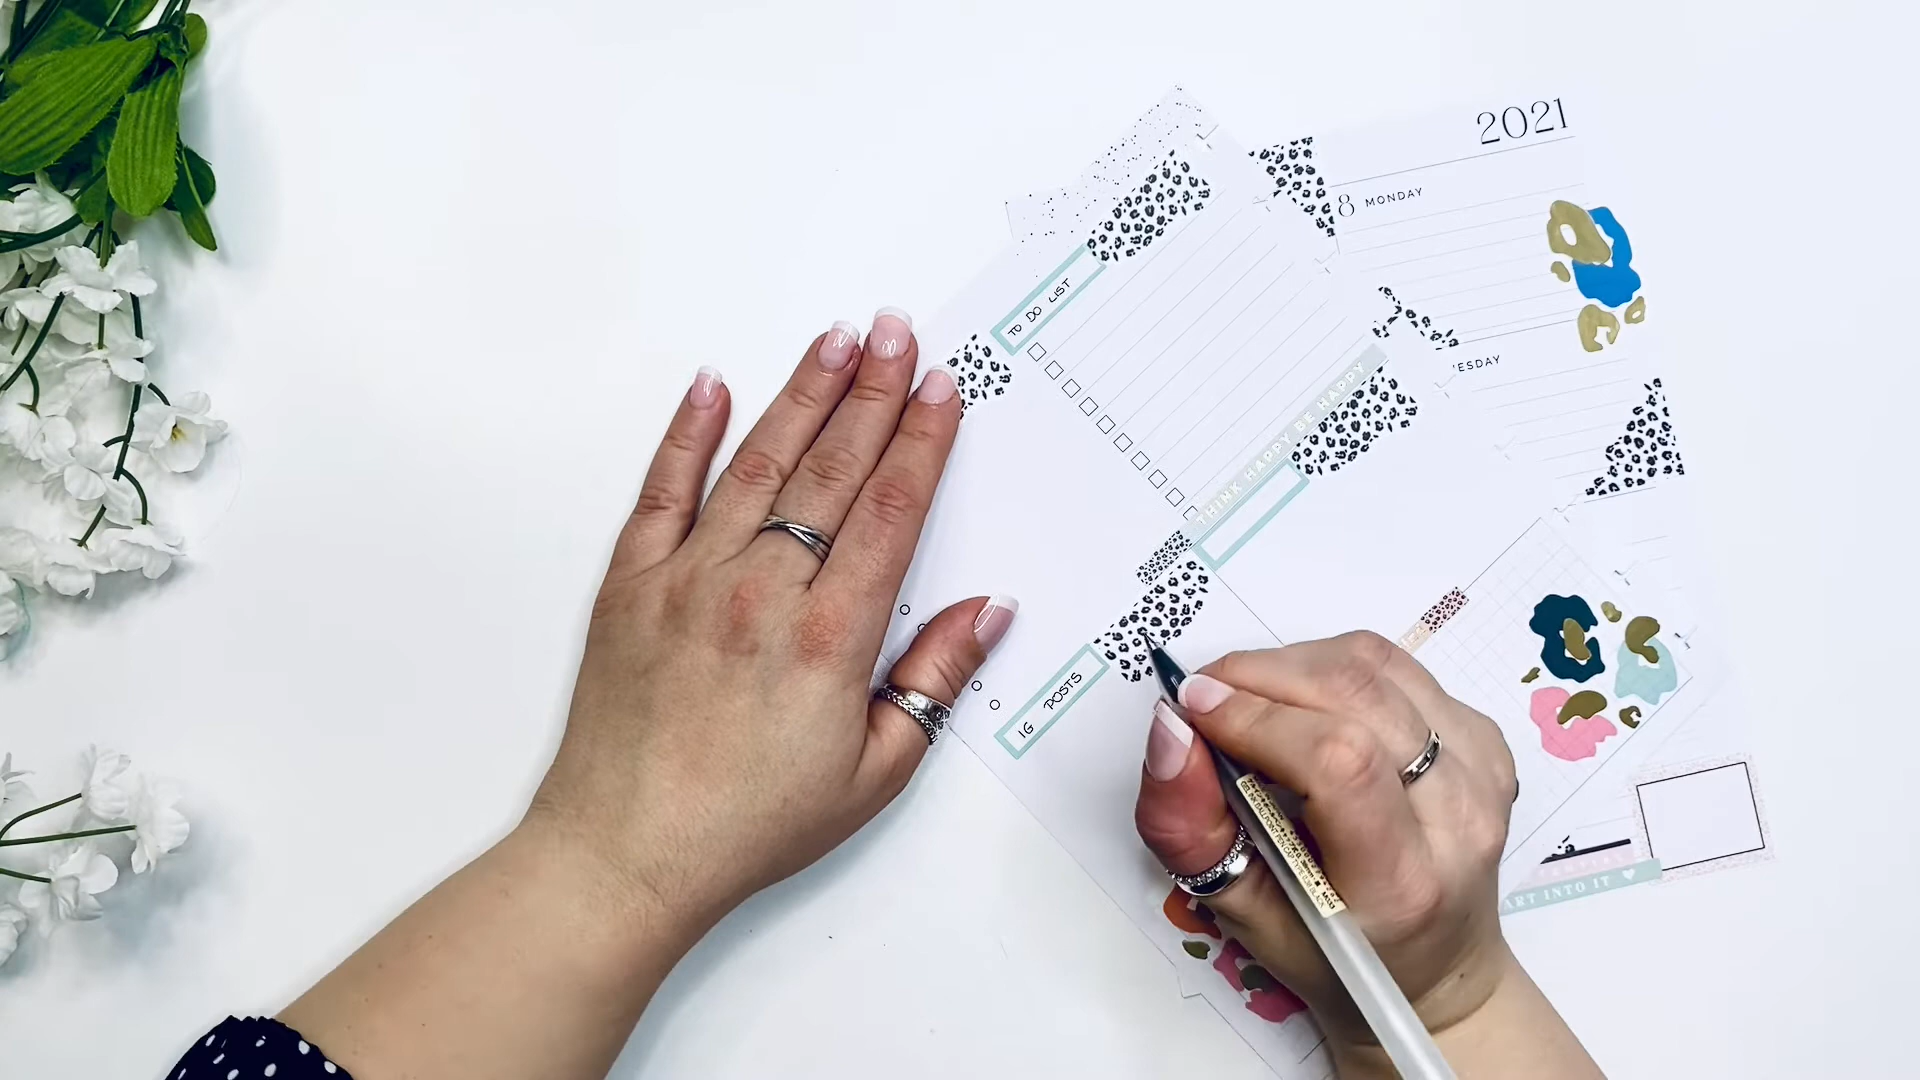 2021
8 MONDAY
ESDAY
TO DO LIST
THINK HAPPY BE HAPPY
IG POSTS
ART INTO IT